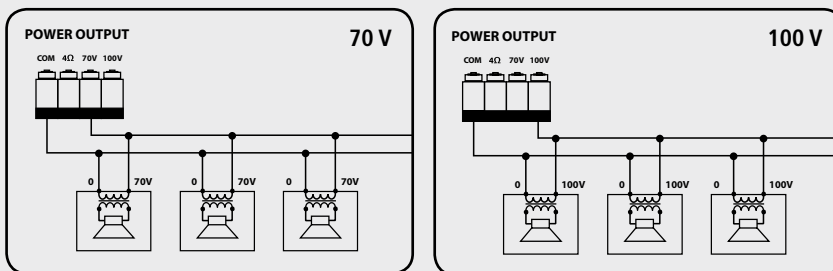 POWER OUTPUT 70 V
COM 4Ω 70V 100V
0 70V 0 70V 0 70V
POWER OUTPUT 100 V
COM 4Ω 70V 100V
0 100V 0 100V 0 100V